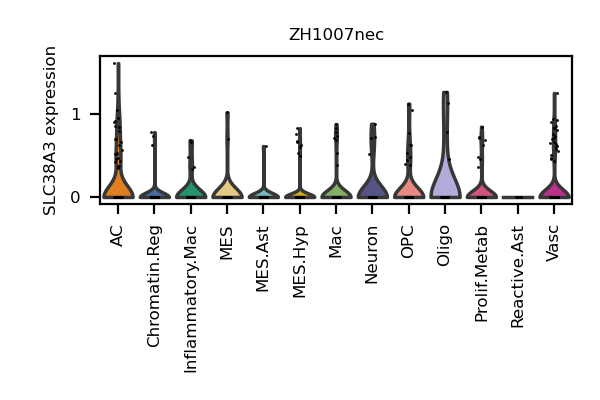 ZH1007nec
SLC38A3 expression
1
0
AC
Chromatin.Reg
Inflammatory.Mac
MES
MES.Ast
MES.Hyp
Mac
Neuron
OPC
Oligo
Prolif.Metab
Reactive.Ast
Vasc